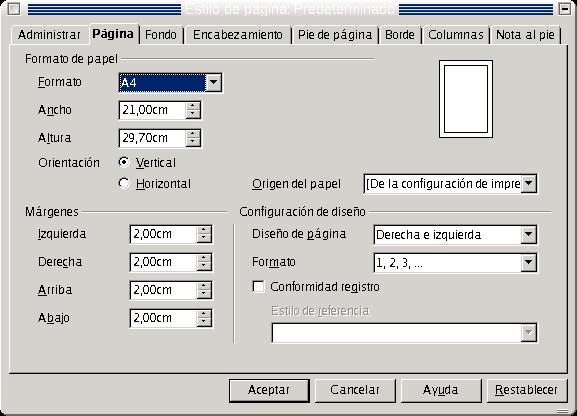 Estilo de página: Predeterminado
Administrar Página Fondo Encabezamiento Pie de página Borde Columnas Nota al pie
Formato de papel
Formato A4
Ancho 21,00cm
Altura 29,70cm
Orientación Vertical
Horizontal Origen del papel [De la configuración de impre
Márgenes Configuración de diseño
Izquierda 2,00cm Diseño de página Derecha e izquierda
Derecha 2,00cm Formato 1, 2, 3, ...
Arriba 2,00cm Conformidad registro
Estilo de referencia
Abajo 2,00cm
Aceptar Cancelar Ayuda Restablecer